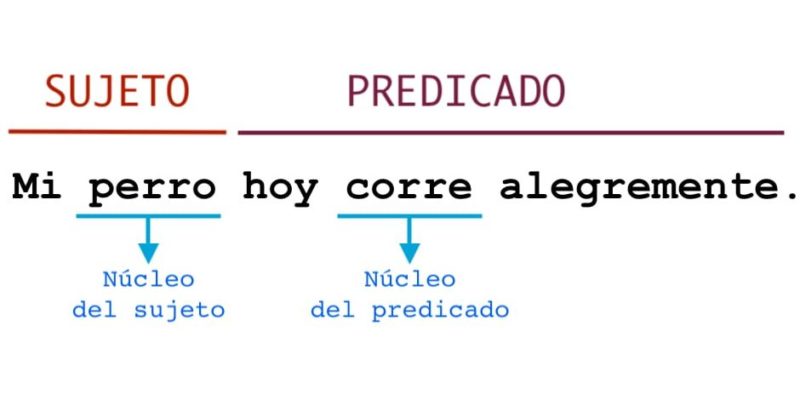 SUJETO PREDICADO
Mi perro hoy corre alegremente.
Núcleo Núcleo
del sujeto del predicado